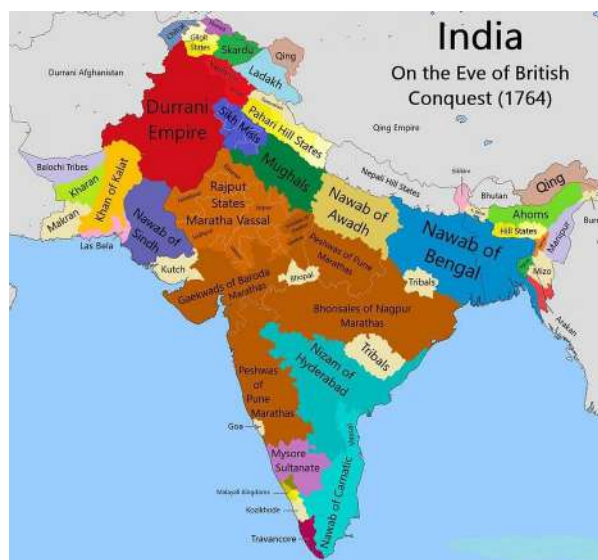 India
On the Eve of British
Conquest (1764)
Chitral
Gilgit
States
Skardu
Qing
Ladakh
Durrani Afghanistan
Durrani
Empire
Sikh Misls
Pahari Hill States
Qing Empire
Mughals
Balochi Tribes
Kharan
Khan of Kalat
Makran
Las Bela
Nawab of
Sindh
Rajput
States
Maratha Vassal
Nawab of
Awadh
Nepali Hill States
Sikkim
Bhutan
Qing
Ahoms
Hill States
Manipur
Mizo
Arakan
Nawab of
Bengal
Kutch
Gaekwads of Baroda
Marathas
Bhopal
Peshwas of Pune
Marathas
Tribals
Bhonsales of Nagpur
Marathas
Tribals
Nizam of
Hyderabad
Peshwas
of
Pune
Marathas
Goa
Mysore
Sultanate
Nawab of Carnatic
Malayali Kingdoms
Kozikhode
Travancore